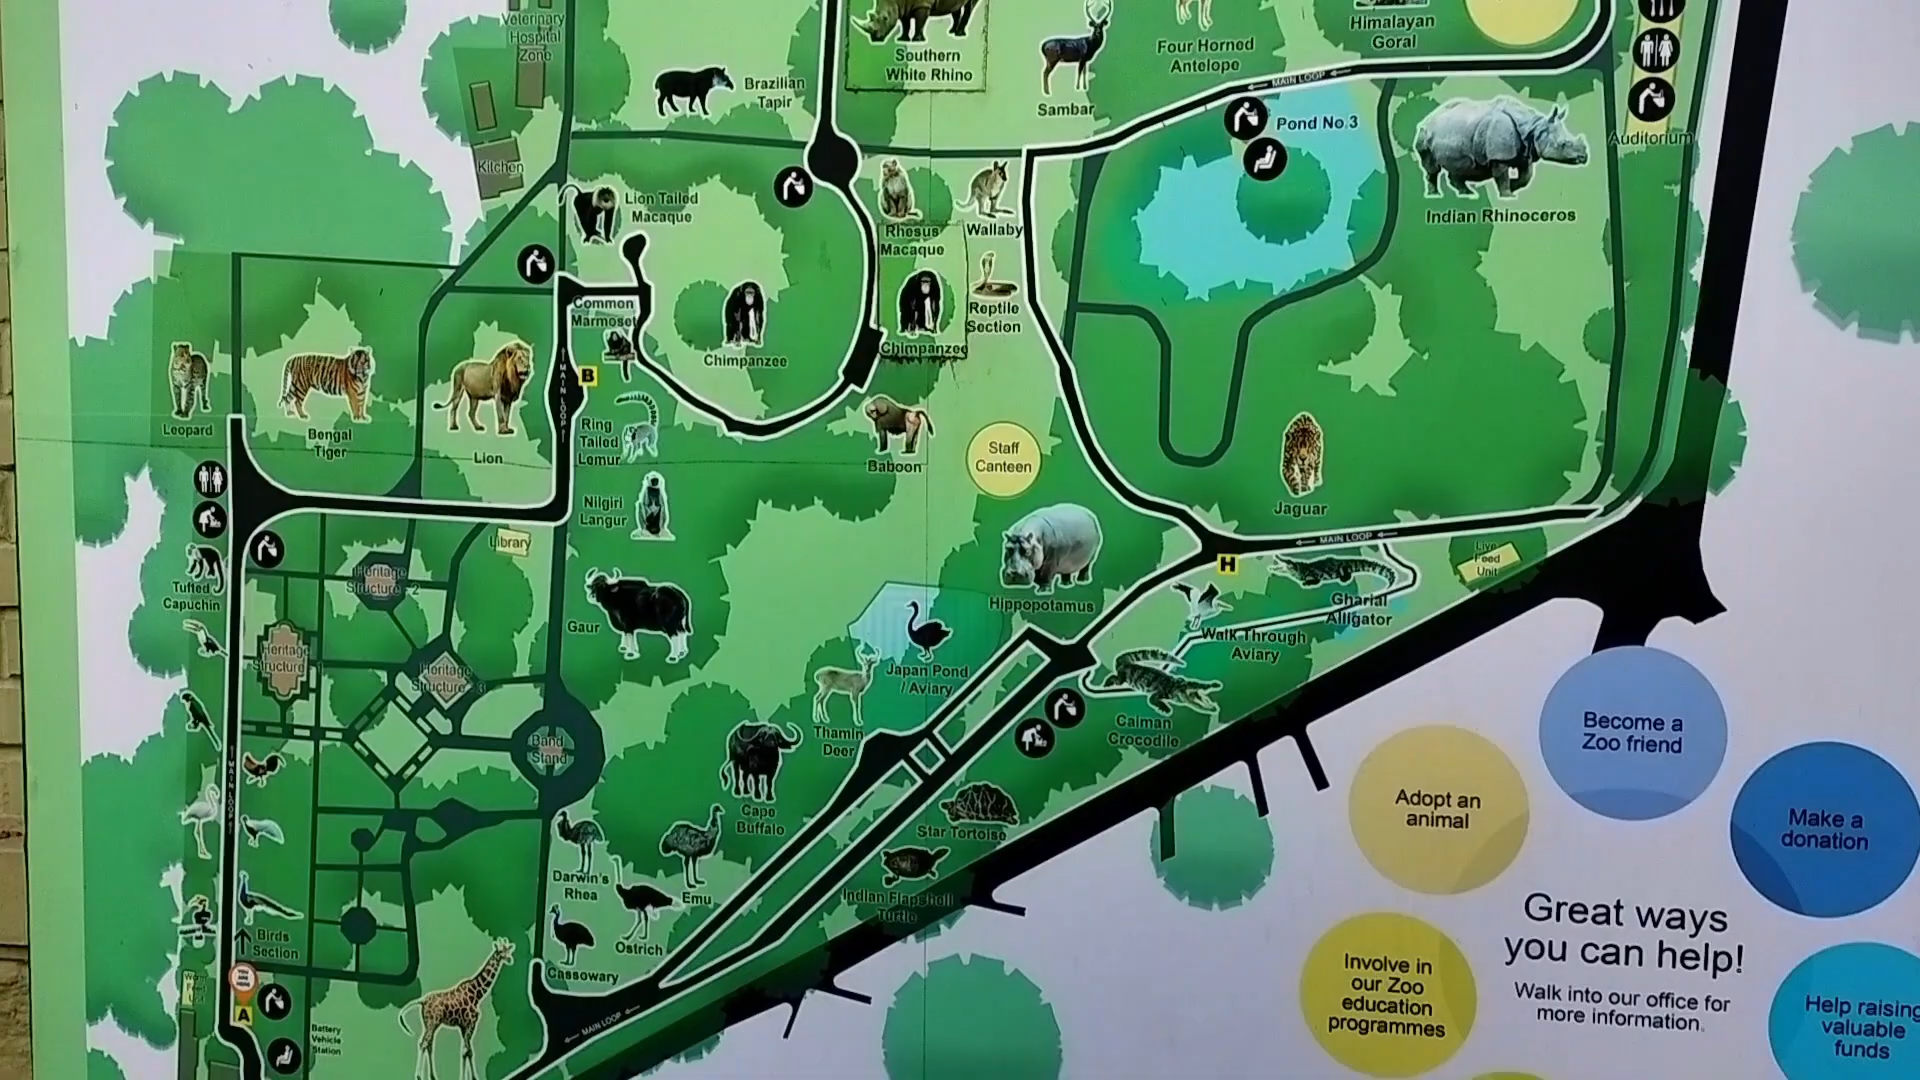 Veterinary
Hospital
Zone
Southern
White Rhino
Sambar
Four Horned
Antelope
Himalayan
Goral
Brazilian
Tapir
MAIN LOOP
Pond No.3
Auditorium
Kitchen
Lion Tailed
Macaque
Rhesus
Macaque
Wallaby
Indian Rhinoceros
Common
Marmoset
Chimpanzee
Chimpanzee
Reptile
Section
MAIN LOOP
B
Leopard
Bengal
Tiger
Lion
Ring
Tailed
Lemur
Baboon
Staff
Canteen
Nilgiri
Langur
Jaguar
Library
MAIN LOOP
H
Live
Feed
Unit
Tufted
Capuchin
Heritage
Structure - 2
Hippopotamus
Gharial
Alligator
Gaur
Walk Through
Aviary
Heritage
Structure
Heritage
Structure - 3
Japan Pond
/ Aviary
Caiman
Crocodile
Thamin
Deer
Band
Stand
MAIN LOOP
Cape
Buffalo
Star Tortoise
Darwin's
Rhea
Emu
Indian Flapshell
Turtle
Ostrich
Birds
Section
Cassowary
YOU
ARE
HERE
A
MAIN LOOP
Battery
Vehicle
Station
Become a
Zoo friend
Adopt an
animal
Make a
donation
Great ways
you can help!
Walk into our office for
more information.
Involve in
our Zoo
education
programmes
Help raising
valuable
funds